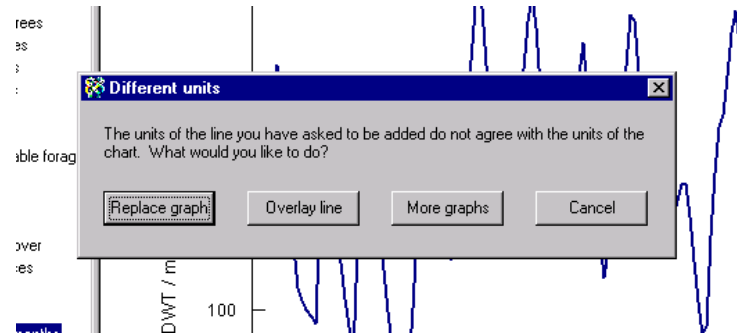 rees
es
s
Different units
The units of the line you have asked to be added do not agree with the units of the
chart. What would you like to do?
able forag
Replace graph
Overlay line
More graphs
Cancel
over
ces
DWT / m
100